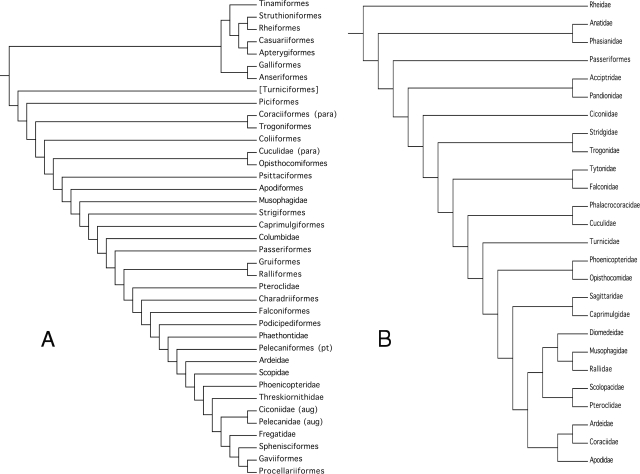 Tinamiformes
Struthioniformes
Rheiformes
Casuariiformes
Apterygiformes
Galliformes
Anseriformes
[Turniciformes]
Piciformes
Coraciiformes (para)
Trogoniformes
Coliiformes
Cuculidae (para)
Opisthocomiformes
Psittaciformes
Apodiformes
Musophagidae
Strigiformes
Caprimulgiformes
Columbidae
Passeriformes
Gruiformes
Ralliformes
Pteroclidae
Charadriiformes
Falconiformes
Podicipediformes
Phaethontidae
Pelecaniformes (pt)
Ardeidae
Scopidae
Phoenicopteridae
Threskiornithidae
Ciconiidae (aug)
Pelecanidae (aug)
Fregatidae
Sphenisciformes
Gaviiformes
Procellariiformes
A
Rheidae
Anatidae
Phasianidae
Passeriformes
Acciptridae
Pandionidae
Ciconiidae
Stridgidae
Trogonidae
Tytonidae
Falconidae
Phalacrocoracidae
Cuculidae
Turnicidae
Phoenicopteridae
Opisthocomidae
Sagittaridae
Caprimulgidae
Diomedeidae
Musophagidae
Rallidae
Scolopacidae
Pteroclidae
Ardeidae
Coraciidae
Apodidae
B